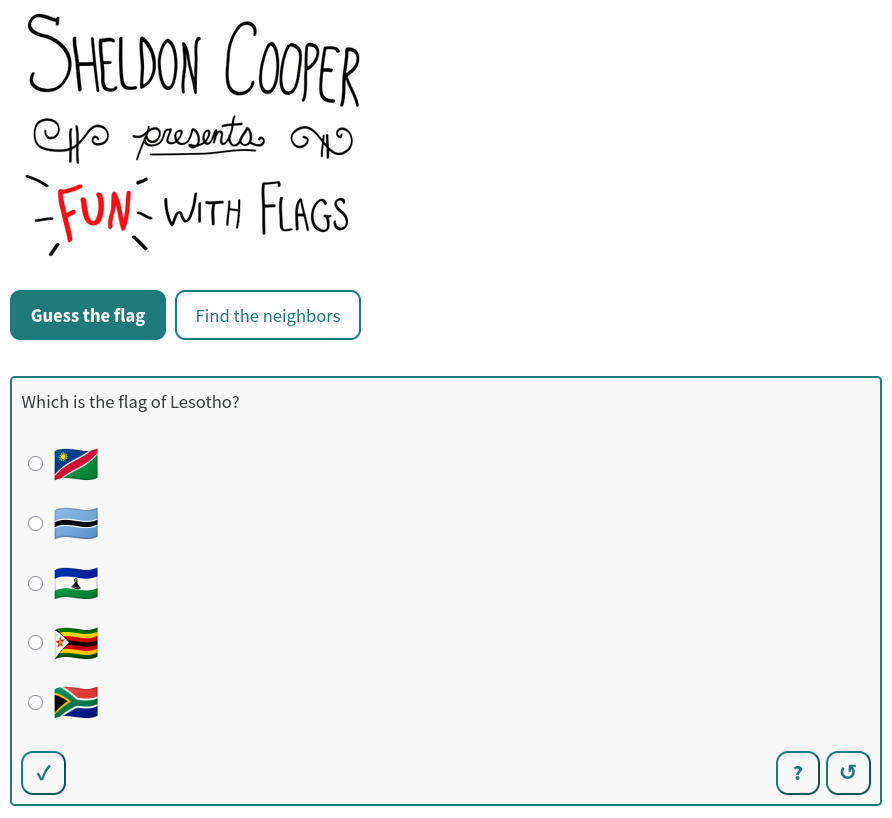 SHELDON COOPER
presents
FUN WITH FLAGS
Guess the flag
Find the neighbors
Which is the flag of Lesotho?
✓
?
↺